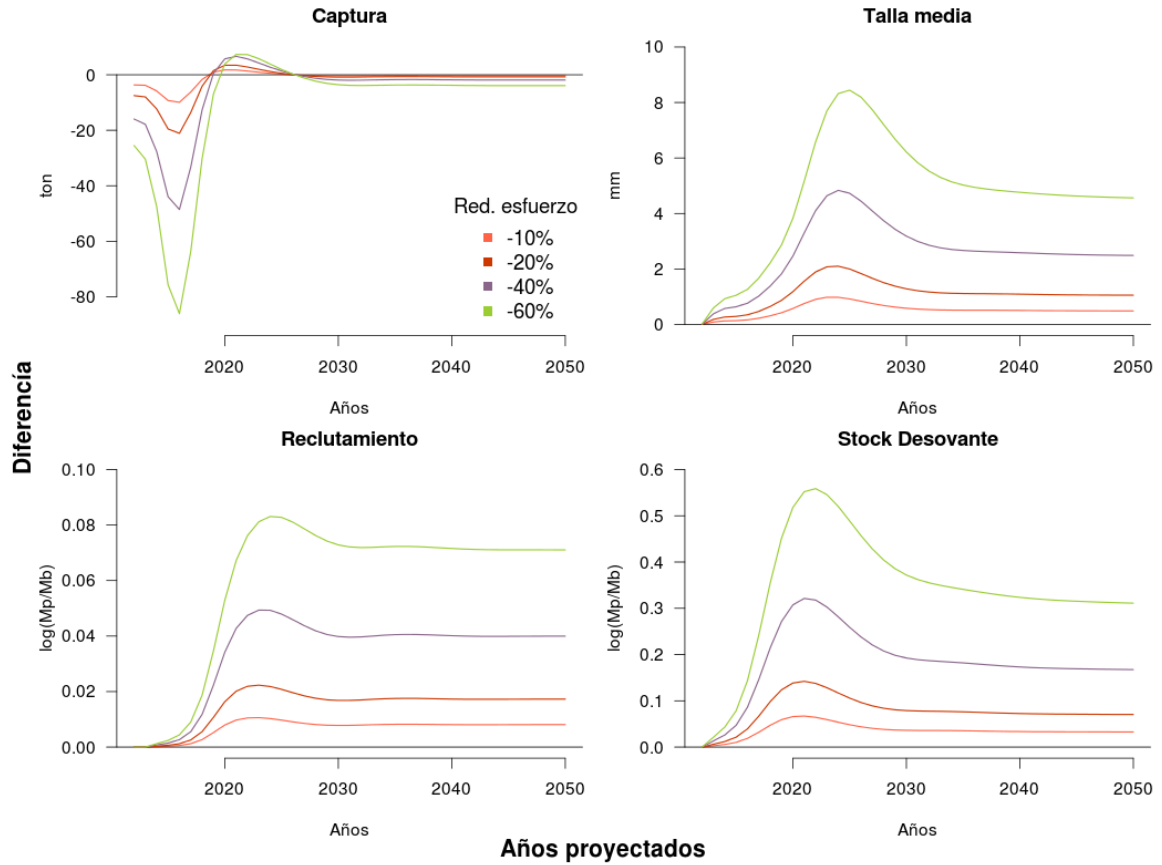 Captura
0
-20
-40
-60
-80
ton
Red. esfuerzo
-10%
-20%
-40%
-60%
2020 2030 2040 2050
Años
Talla media
10
8
6
4
2
0
mm
2020 2030 2040 2050
Años
Diferencía
Reclutamiento
0.10
0.08
0.06
0.04
0.02
0.00
log(Mp/Mb)
2020 2030 2040 2050
Años
Stock Desovante
0.6
0.5
0.4
0.3
0.2
0.1
0.0
log(Mp/Mb)
2020 2030 2040 2050
Años
Años proyectados